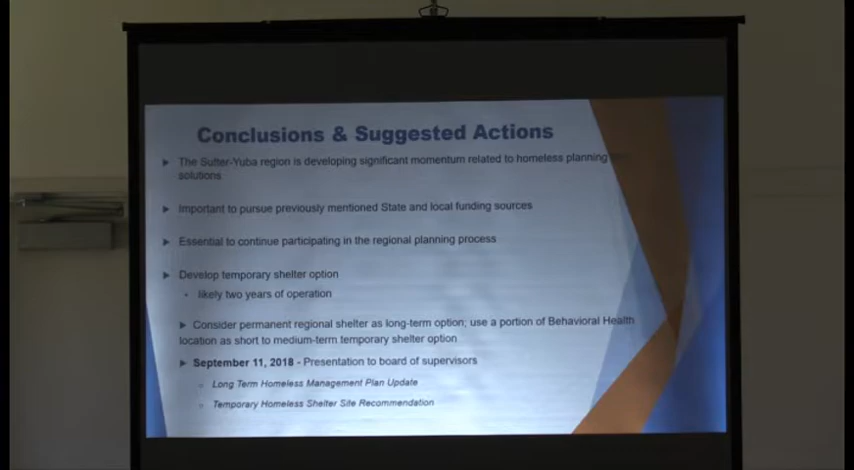 Conclusions & Suggested Actions
The Sutter-Yuba region is developing significant momentum related to homeless planning
solutions
Important to pursue previously mentioned State and local funding sources
Essential to continue participating in the regional planning process
Develop temporary shelter option
likely two years of operation
Consider permanent regional shelter as long-term option; use a portion of Behavioral Health
location as short to medium-term temporary shelter option
September 11, 2018 - Presentation to board of supervisors
Long Term Homeless Management Plan Update
Temporary Homeless Shelter Site Recommendation